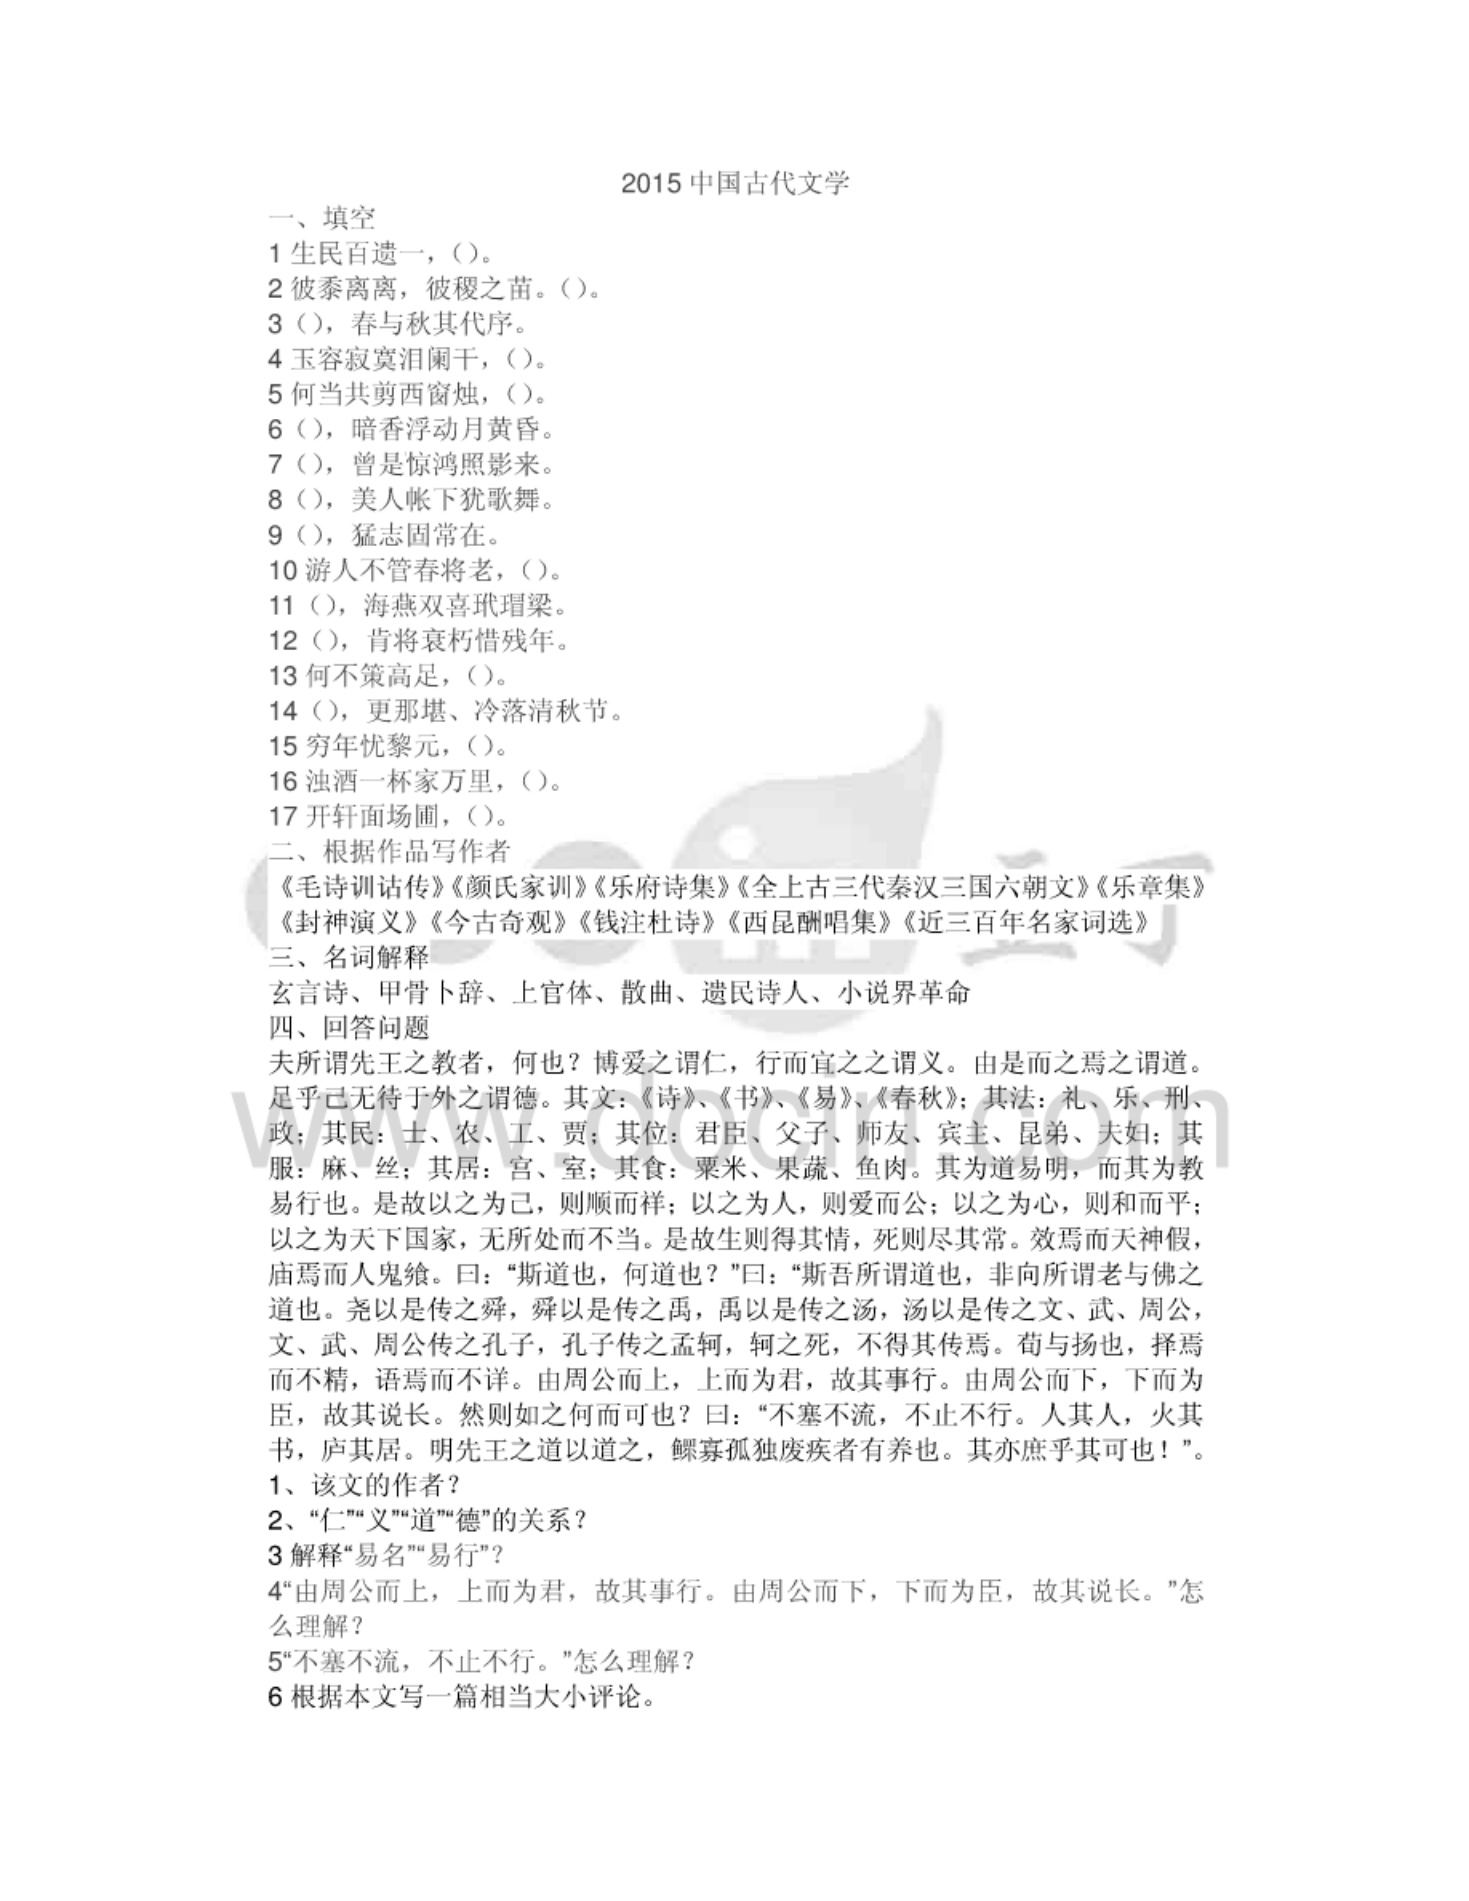 2015 中国古代文学
一、填空
1 生民百遗一，（）。
2 彼黍离离，彼稷之苗。（）。
3（），春与秋其代序。
4 玉容寂寞泪阑干，（）。
5 何当共剪西窗烛，（）。
6（），暗香浮动月黄昏。
7（），曾是惊鸿照影来。
8（），美人帐下犹歌舞。
9（），猛志固常在。
10 游人不管春将老，（）。
11（），海燕双喜玳瑁梁。
12（），肯将衰朽惜残年。
13 何不策高足，（）。
14（），更那堪、冷落清秋节。
15 穷年忧黎元，（）。
16 浊酒一杯家万里，（）。
17 开轩面场圃，（）。
二、根据作品写作者
《毛诗训诂传》《颜氏家训》《乐府诗集》《全上古三代秦汉三国六朝文》《乐章集》
《封神演义》《今古奇观》《钱注杜诗》《西昆酬唱集》《近三百年名家词选》
三、名词解释
玄言诗、甲骨卜辞、上官体、散曲、遗民诗人、小说界革命
四、回答问题
夫所谓先王之教者，何也？博爱之谓仁，行而宜之之谓义。由是而之焉之谓道。
足乎己无待于外之谓德。其文：《诗》、《书》、《易》、《春秋》；其法：礼、乐、刑、
政；其民：士、农、工、贾；其位：君臣、父子、师友、宾主、昆弟、夫妇；其
服：麻、丝；其居：宫、室；其食：粟米、果蔬、鱼肉。其为道易明，而其为教
易行也。是故以之为己，则顺而祥；以之为人，则爱而公；以之为心，则和而平；
以之为天下国家，无所处而不当。是故生则得其情，死则尽其常。效焉而天神假，
庙焉而人鬼飨。曰：“斯道也，何道也？”曰：“斯吾所谓道也，非向所谓老与佛之
道也。尧以是传之舜，舜以是传之禹，禹以是传之汤，汤以是传之文、武、周公，
文、武、周公传之孔子，孔子传之孟轲，轲之死，不得其传焉。荀与扬也，择焉
而不精，语焉而不详。由周公而上，上而为君，故其事行。由周公而下，下而为
臣，故其说长。然则如之何而可也？曰：“不塞不流，不止不行。人其人，火其
书，庐其居。明先王之道以道之，鳏寡孤独废疾者有养也。其亦庶乎其可也！”。
1、该文的作者？
2、“仁”“义”“道”“德”的关系？
3 解释“易名”“易行”？
4“由周公而上，上而为君，故其事行。由周公而下，下而为臣，故其说长。”怎
么理解？
5“不塞不流，不止不行。”怎么理解？
6 根据本文写一篇相当大小评论。
豆丁
www.docin.com